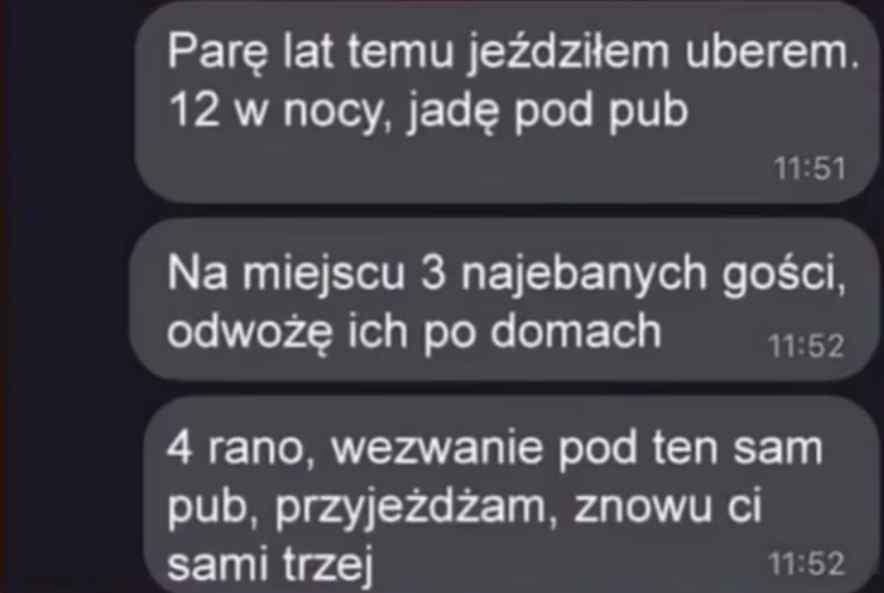 Parę lat temu jeździłem uberem.
12 w nocy, jadę pod pub
11:51
Na miejscu 3 najebanych gości,
odwożę ich po domach
11:52
4 rano, wezwanie pod ten sam
pub, przyjeżdżam, znowu ci
sami trzej
11:52